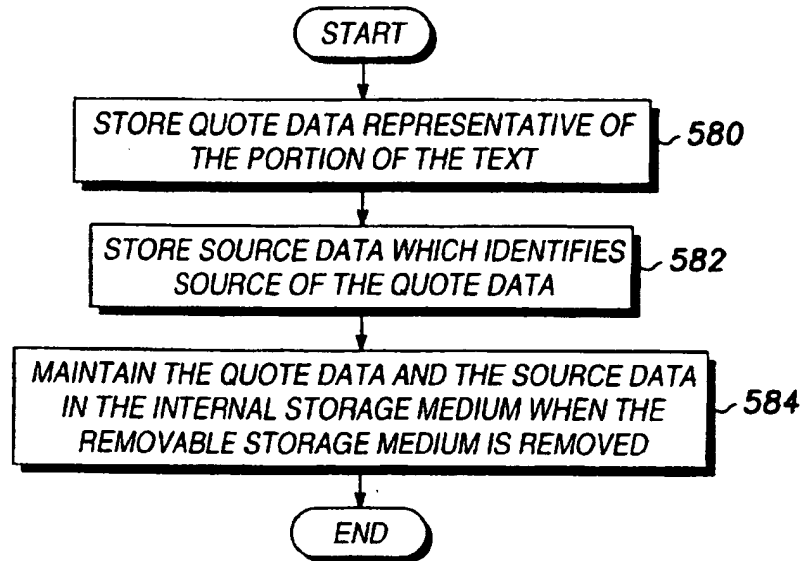 START
STORE QUOTE DATA REPRESENTATIVE OF
THE PORTION OF THE TEXT
580
STORE SOURCE DATA WHICH IDENTIFIES
SOURCE OF THE QUOTE DATA
582
MAINTAIN THE QUOTE DATA AND THE SOURCE DATA
IN THE INTERNAL STORAGE MEDIUM WHEN THE
REMOVABLE STORAGE MEDIUM IS REMOVED
584
END